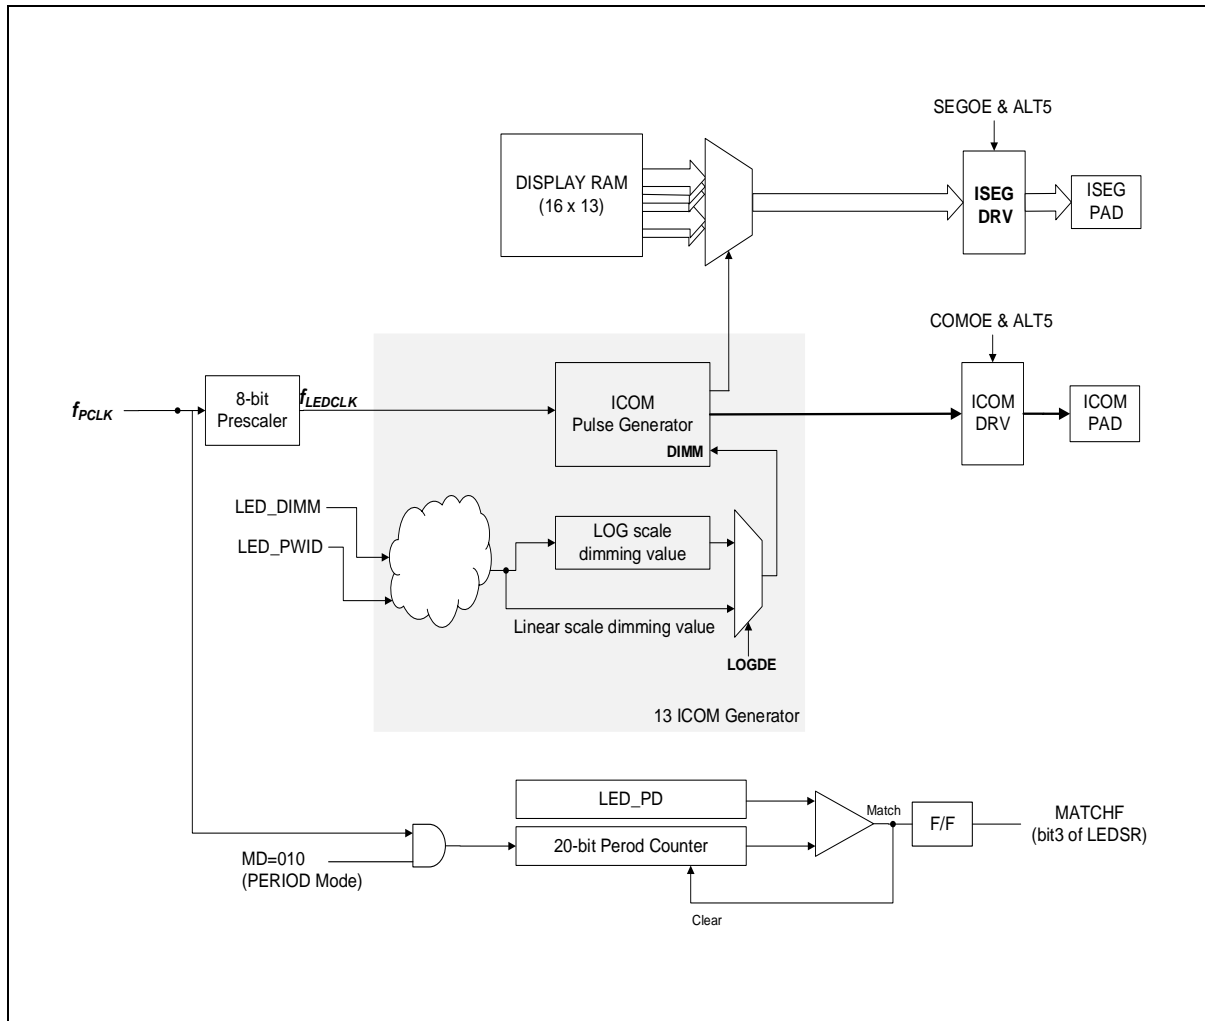 SEGOE & ALT5
DISPLAY RAM
(16 x 13)
ISEG
DRV
ISEG
PAD
COMOE & ALT5
fPCLK
8-bit
Prescaler
fLEDCLK
ICOM
Pulse Generator
DIMM
ICOM
DRV
ICOM
PAD
LED_DIMM
LED_PWID
LOG scale
dimming value
Linear scale dimming value
LOGDE
13 ICOM Generator
LED_PD
20-bit Perod Counter
Match
F/F
MATCHF
(bit3 of LEDSR)
MD=010
(PERIOD Mode)
Clear